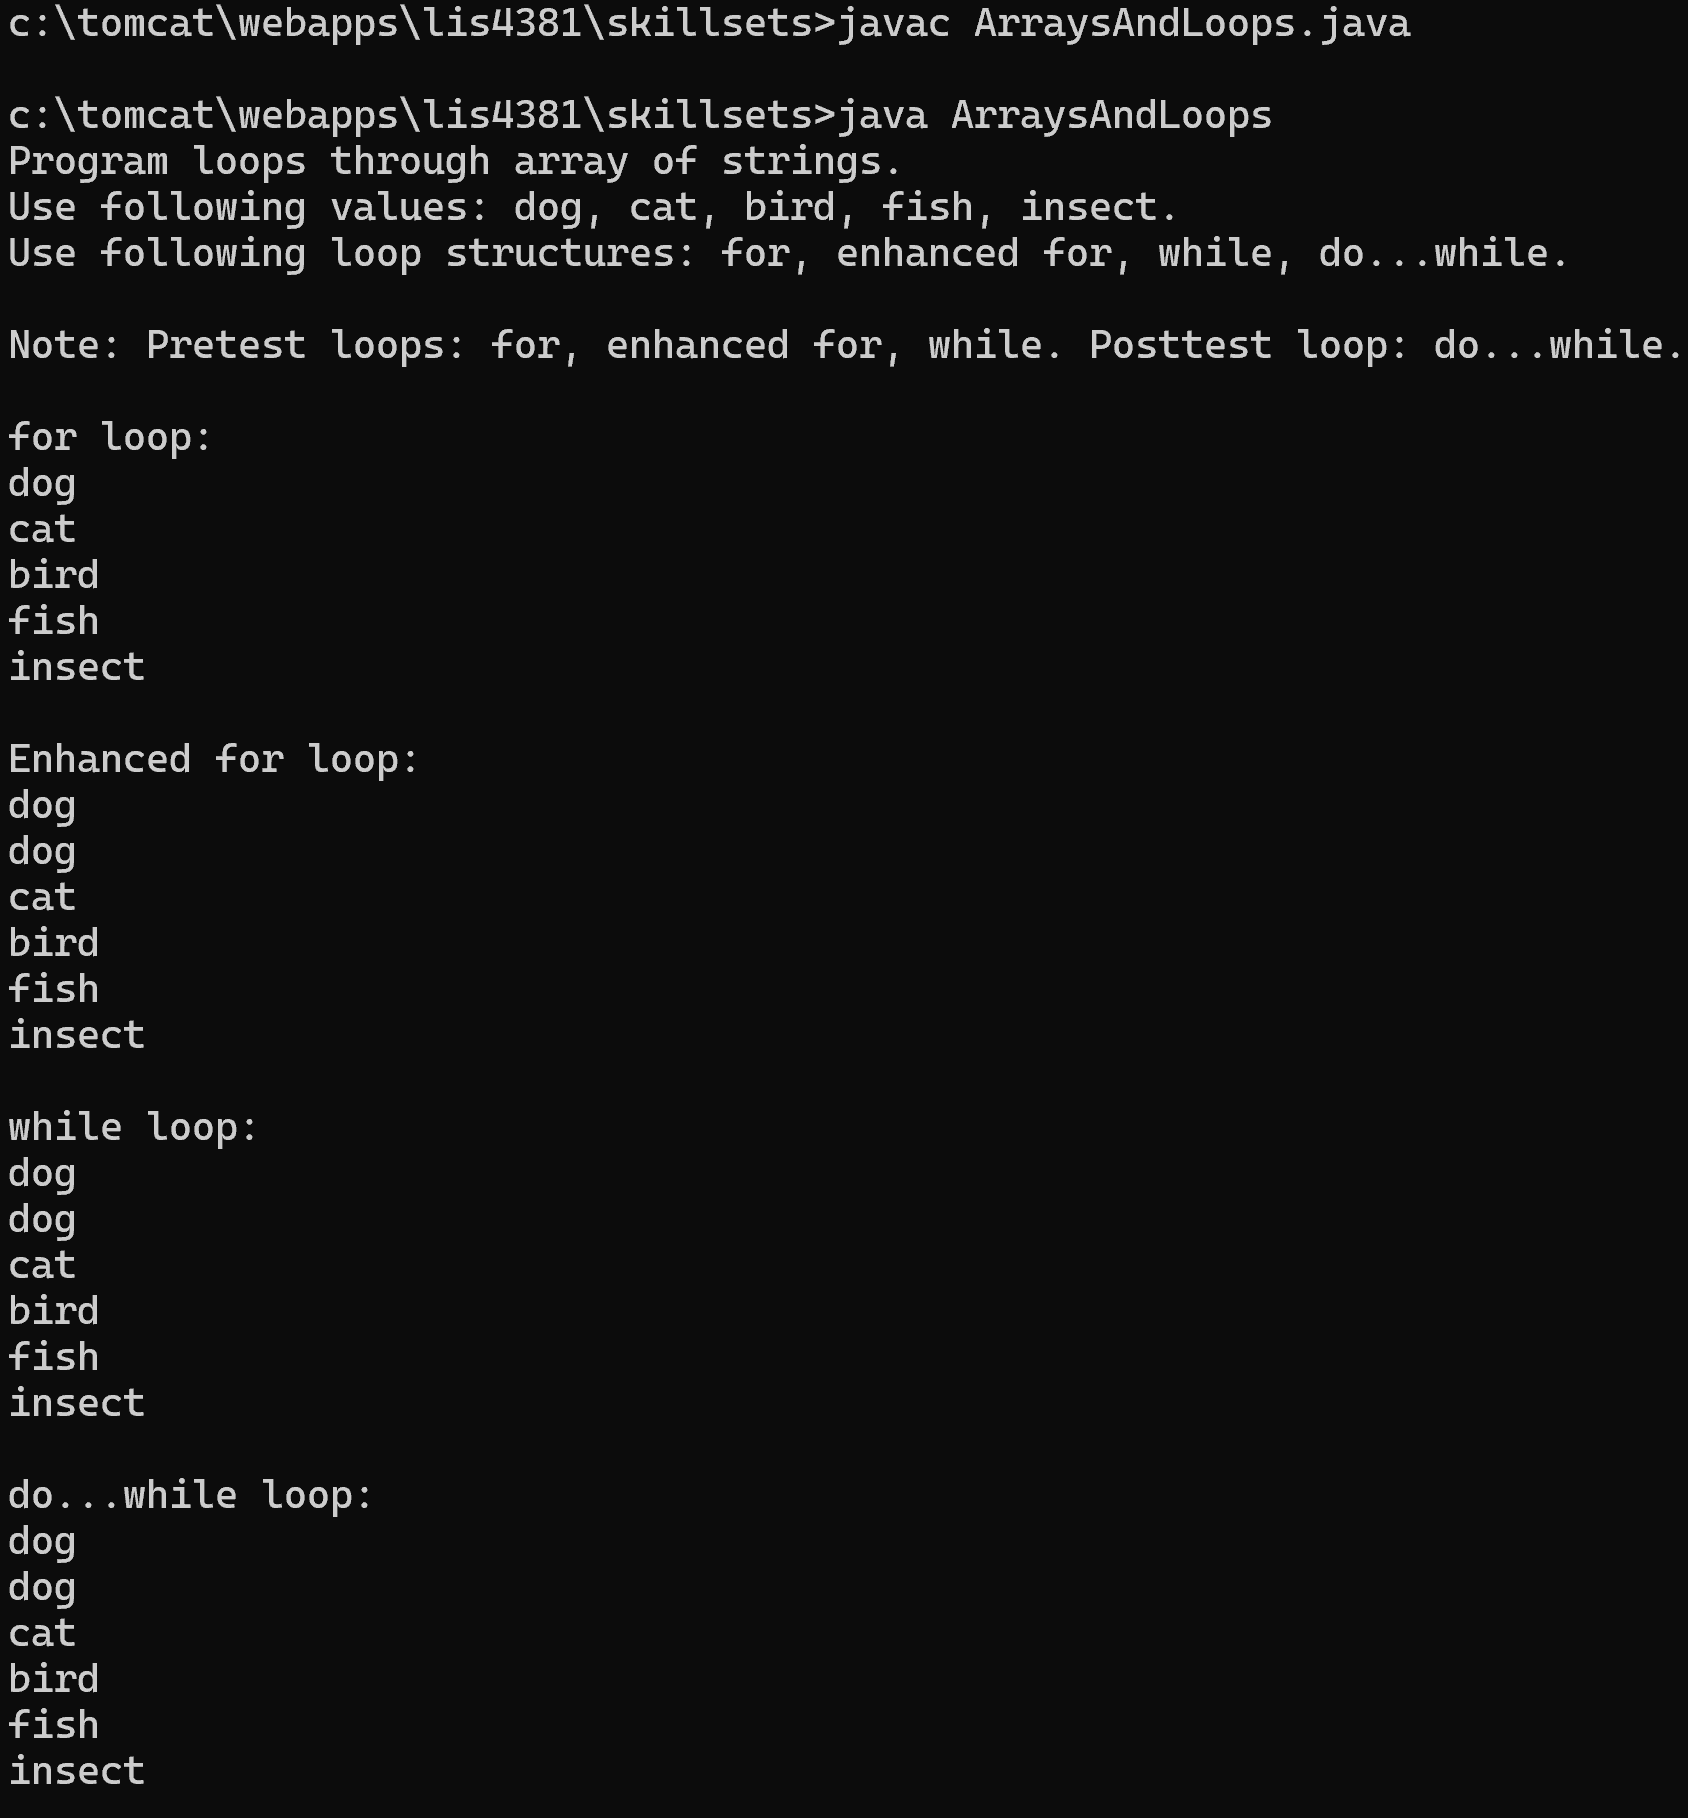 c:\tomcat\webapps\lis4381\skillsets>javac ArraysAndLoops.java
c:\tomcat\webapps\lis4381\skillsets>java ArraysAndLoops
Program loops through array of strings.
Use following values: dog, cat, bird, fish, insect.
Use following loop structures: for, enhanced for, while, do...while.
Note: Pretest loops: for, enhanced for, while. Posttest loop: do...while.
for loop:
dog
cat
bird
fish
insect
Enhanced for loop:
dog
dog
cat
bird
fish
insect
while loop:
dog
dog
cat
bird
fish
insect
do...while loop:
dog
dog
cat
bird
fish
insect